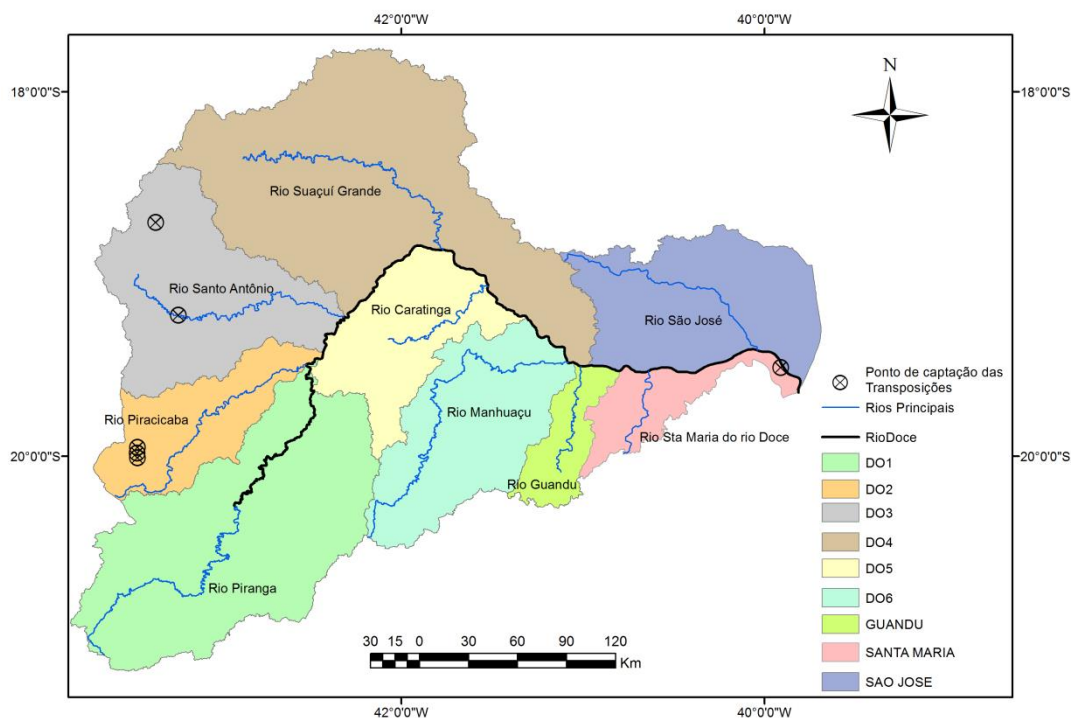 42°0'0"W
40°0'0"W
18°0'0"S
18°0'0"S
N
Rio Suaçuí Grande
Rio Santo Antônio
Rio Caratinga
Rio São José
Rio Piracicaba
Rio Manhuaçu
Rio Sta Maria do rio Doce
Rio Guandu
Rio Piranga
20°0'0"S
20°0'0"S
Ponto de captação das
Transposições
Rios Principais
RioDoce
DO1
DO2
DO3
DO4
DO5
DO6
GUANDU
SANTA MARIA
SAO JOSE
30 15 0 30 60 90 120
Km
42°0'0"W
40°0'0"W